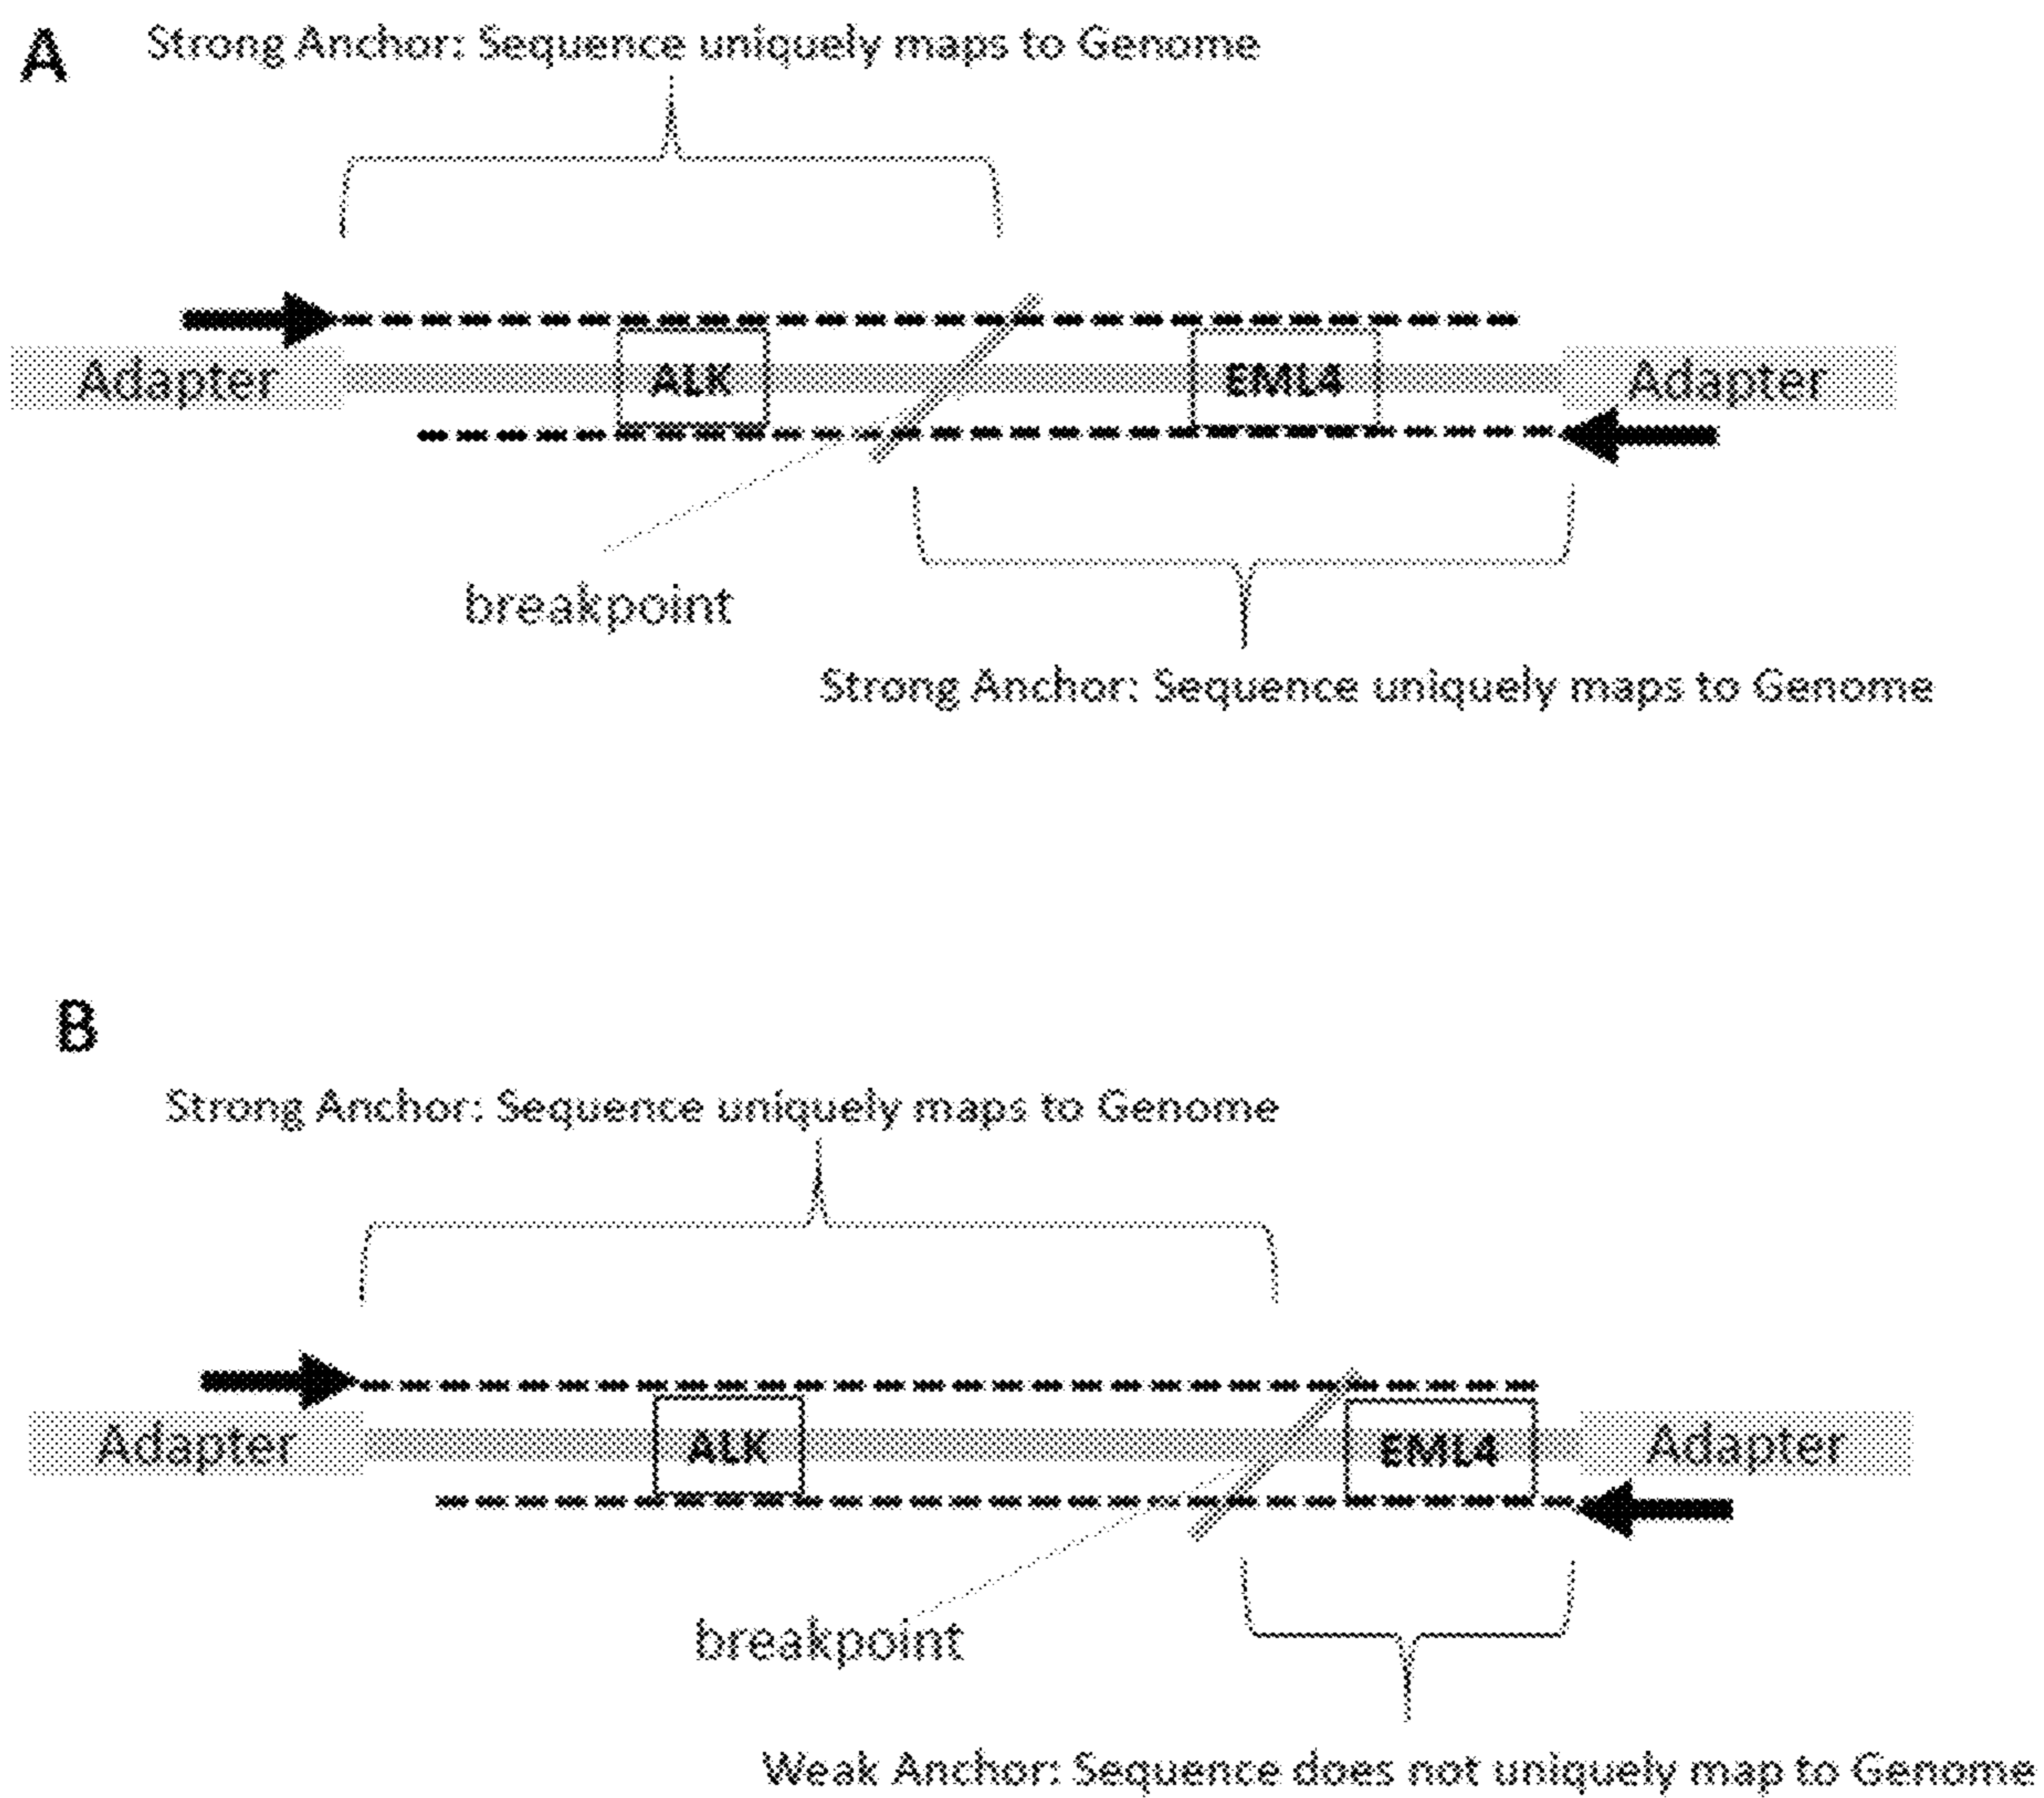 A
Strong Anchor: Sequence uniquely maps to Genome
Adapter
ALK
EML4
Adapter
breakpoint
Strong Anchor: Sequence uniquely maps to Genome
B
Strong Anchor: Sequence uniquely maps to Genome
Adapter
ALK
EML4
Adapter
breakpoint
Weak Anchor: Sequence does not uniquely map to Genome